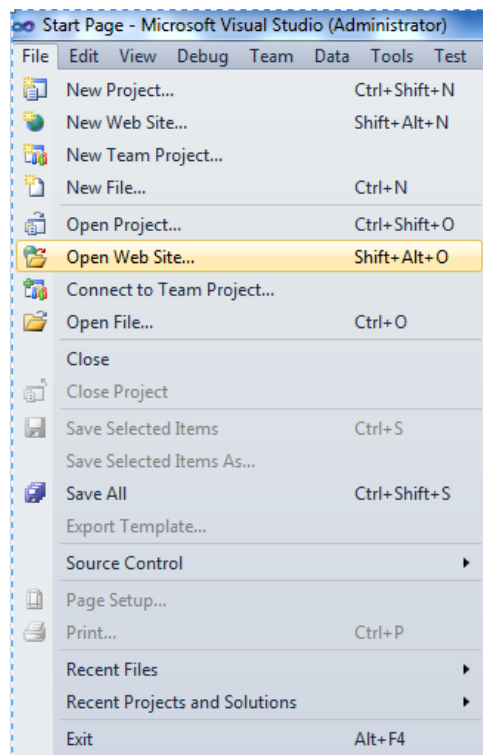 Start Page - Microsoft Visual Studio (Administrator)
File Edit View Debug Team Data Tools Test
New Project... Ctrl+Shift+N
New Web Site... Shift+Alt+N
New Team Project...
New File... Ctrl+N
Open Project... Ctrl+Shift+O
Open Web Site... Shift+Alt+O
Connect to Team Project...
Open File... Ctrl+O
Close
Close Project
Save Selected Items Ctrl+S
Save Selected Items As...
Save All Ctrl+Shift+S
Export Template...
Source Control
Page Setup...
Print... Ctrl+P
Recent Files
Recent Projects and Solutions
Exit Alt+F4